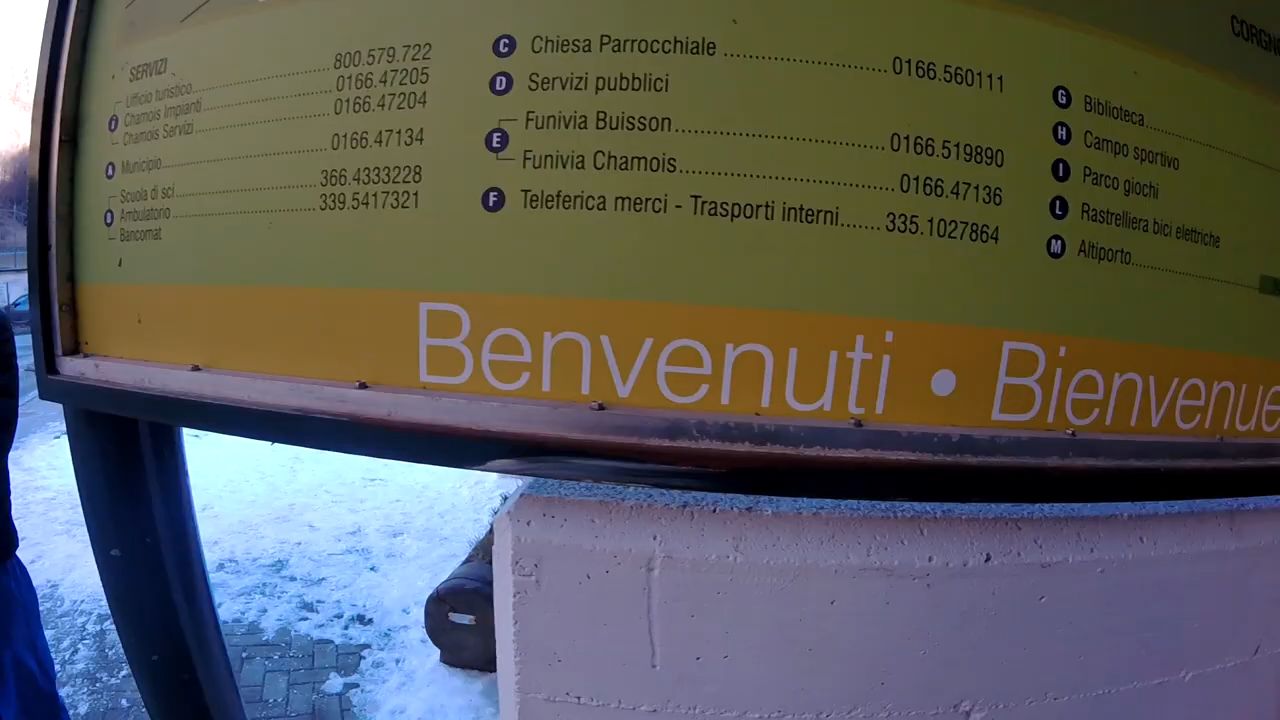 SERVIZI
i
Ufficio turistico 800.579.722
Chamois Impianti 0166.47205
Chamois Servizi 0166.47204
A Municipio 0166.47134
Scuola di sci 366.4333228
Ambulatorio 339.5417321
Bancomat
C Chiesa Parrocchiale 0166.560111
D Servizi pubblici
E
Funivia Buisson 0166.519890
Funivia Chamois 0166.47136
F Teleferica merci - Trasporti interni 335.1027864
G Biblioteca
H Campo sportivo
I Parco giochi
L Rastrelliera bici elettriche
M Altiporto
Benvenuti • Bienvenue